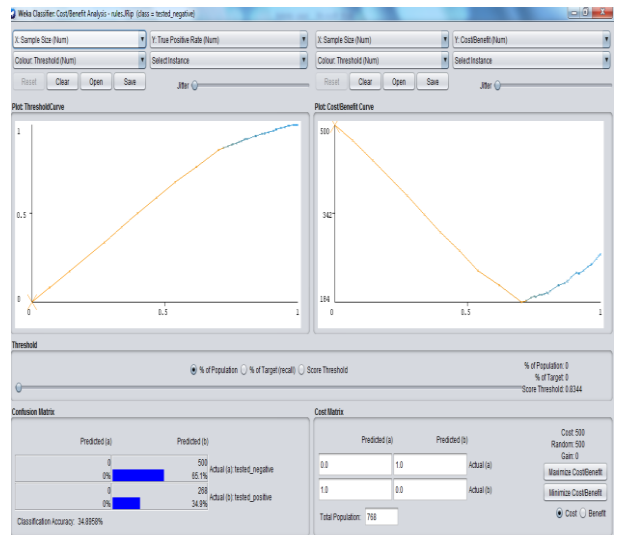 Weka Classifier: Cost/Benefit Analysis - rules.JRip (class = tested_negative)
X: Sample Size (Num) Y: True Positive Rate (Num) X: Sample Size (Num) Y: Cost/Benefit (Num)
Colour: Threshold (Num) Select Instance Colour: Threshold (Num) Select Instance
Reset Clear Open Save Jitter Reset Clear Open Save Jitter
Plot: ThresholdCurve Plot: Cost/Benefit Curve
1 500
0.5 342
0 184
0 0.5 1 0 0.5 1
Threshold
% of Population % of Target (recall) Score Threshold
% of Population: 0
% of Target: 0
Score Threshold: 0.8344
Confusion Matrix Cost Matrix
Predicted (a) Predicted (b) Predicted (a) Predicted (b)
0 500
0% 65.1%
Actual (a): tested_negative
0 268
0% 34.9%
Actual (b): tested_positive
Classification Accuracy: 34.8958%
0.0 1.0 Actual (a)
1.0 0.0 Actual (b)
Total Population: 768
Cost: 500
Random: 500
Gain: 0
Maximize Cost/Benefit
Minimize Cost/Benefit
Cost Benefit